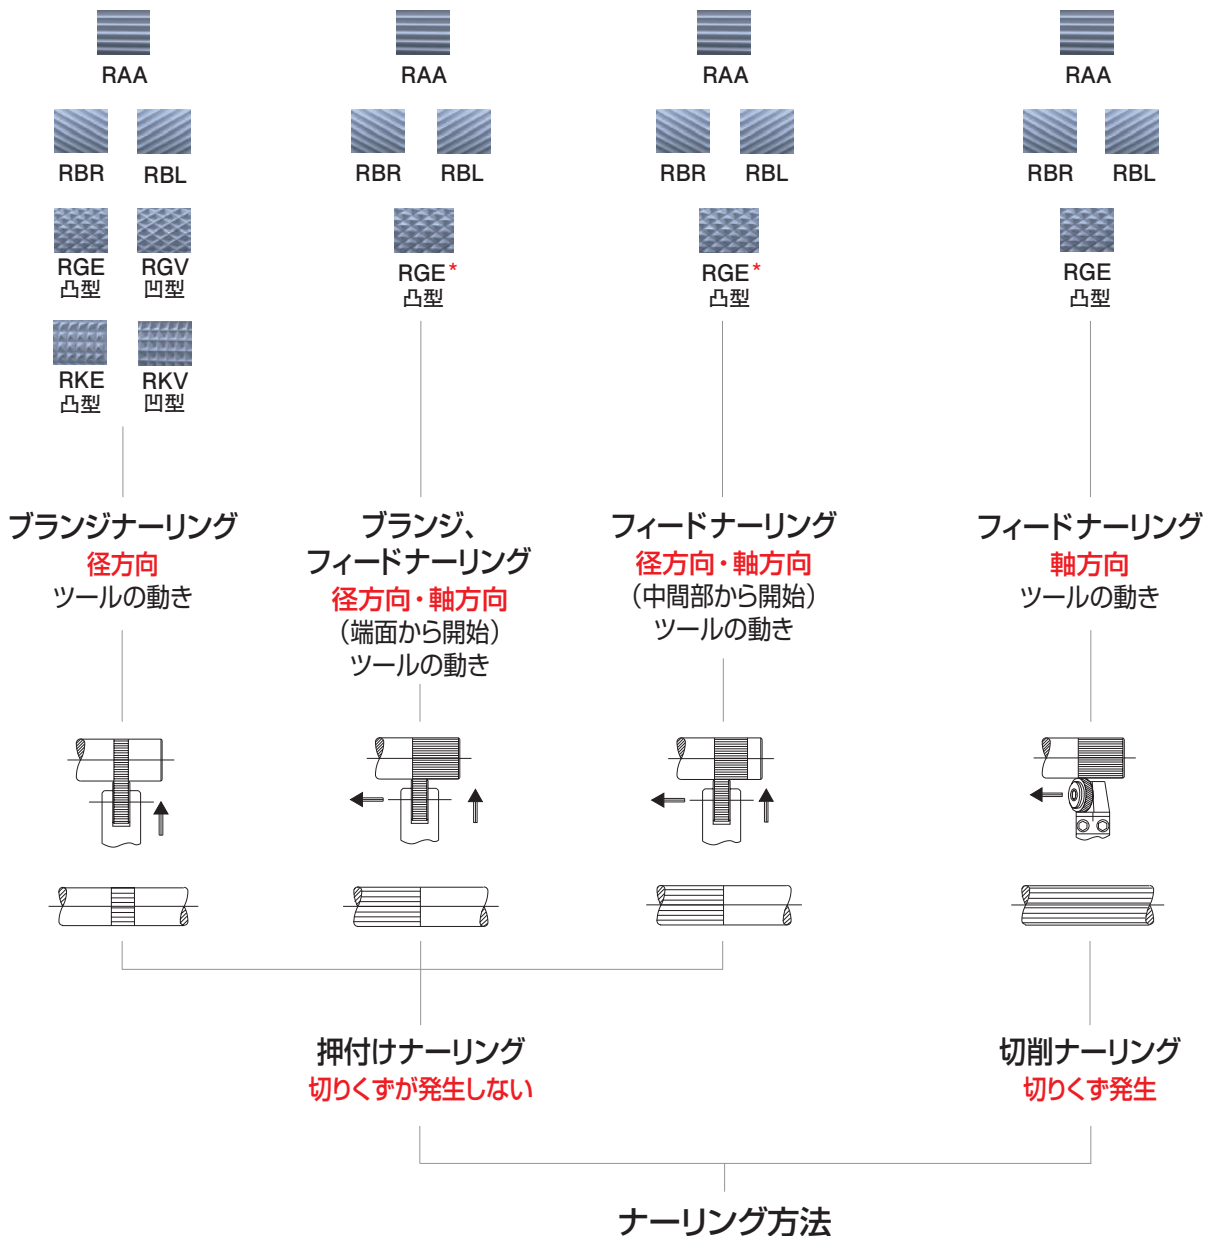 RAA
RBR
RBL
RGE
凸型
RGV
凹型
RKE
凸型
RKV
凹型
ブランジナーリング
径方向
ツールの動き
RAA
RBR
RBL
RGE*
凸型
ブランジ、
フィードナーリング
径方向・軸方向
（端面から開始）
ツールの動き
RAA
RBR
RBL
RGE*
凸型
フィードナーリング
径方向・軸方向
（中間部から開始）
ツールの動き
RAA
RBR
RBL
RGE
凸型
フィードナーリング
軸方向
ツールの動き
押付けナーリング
切りくずが発生しない
切削ナーリング
切りくず発生
ナーリング方法